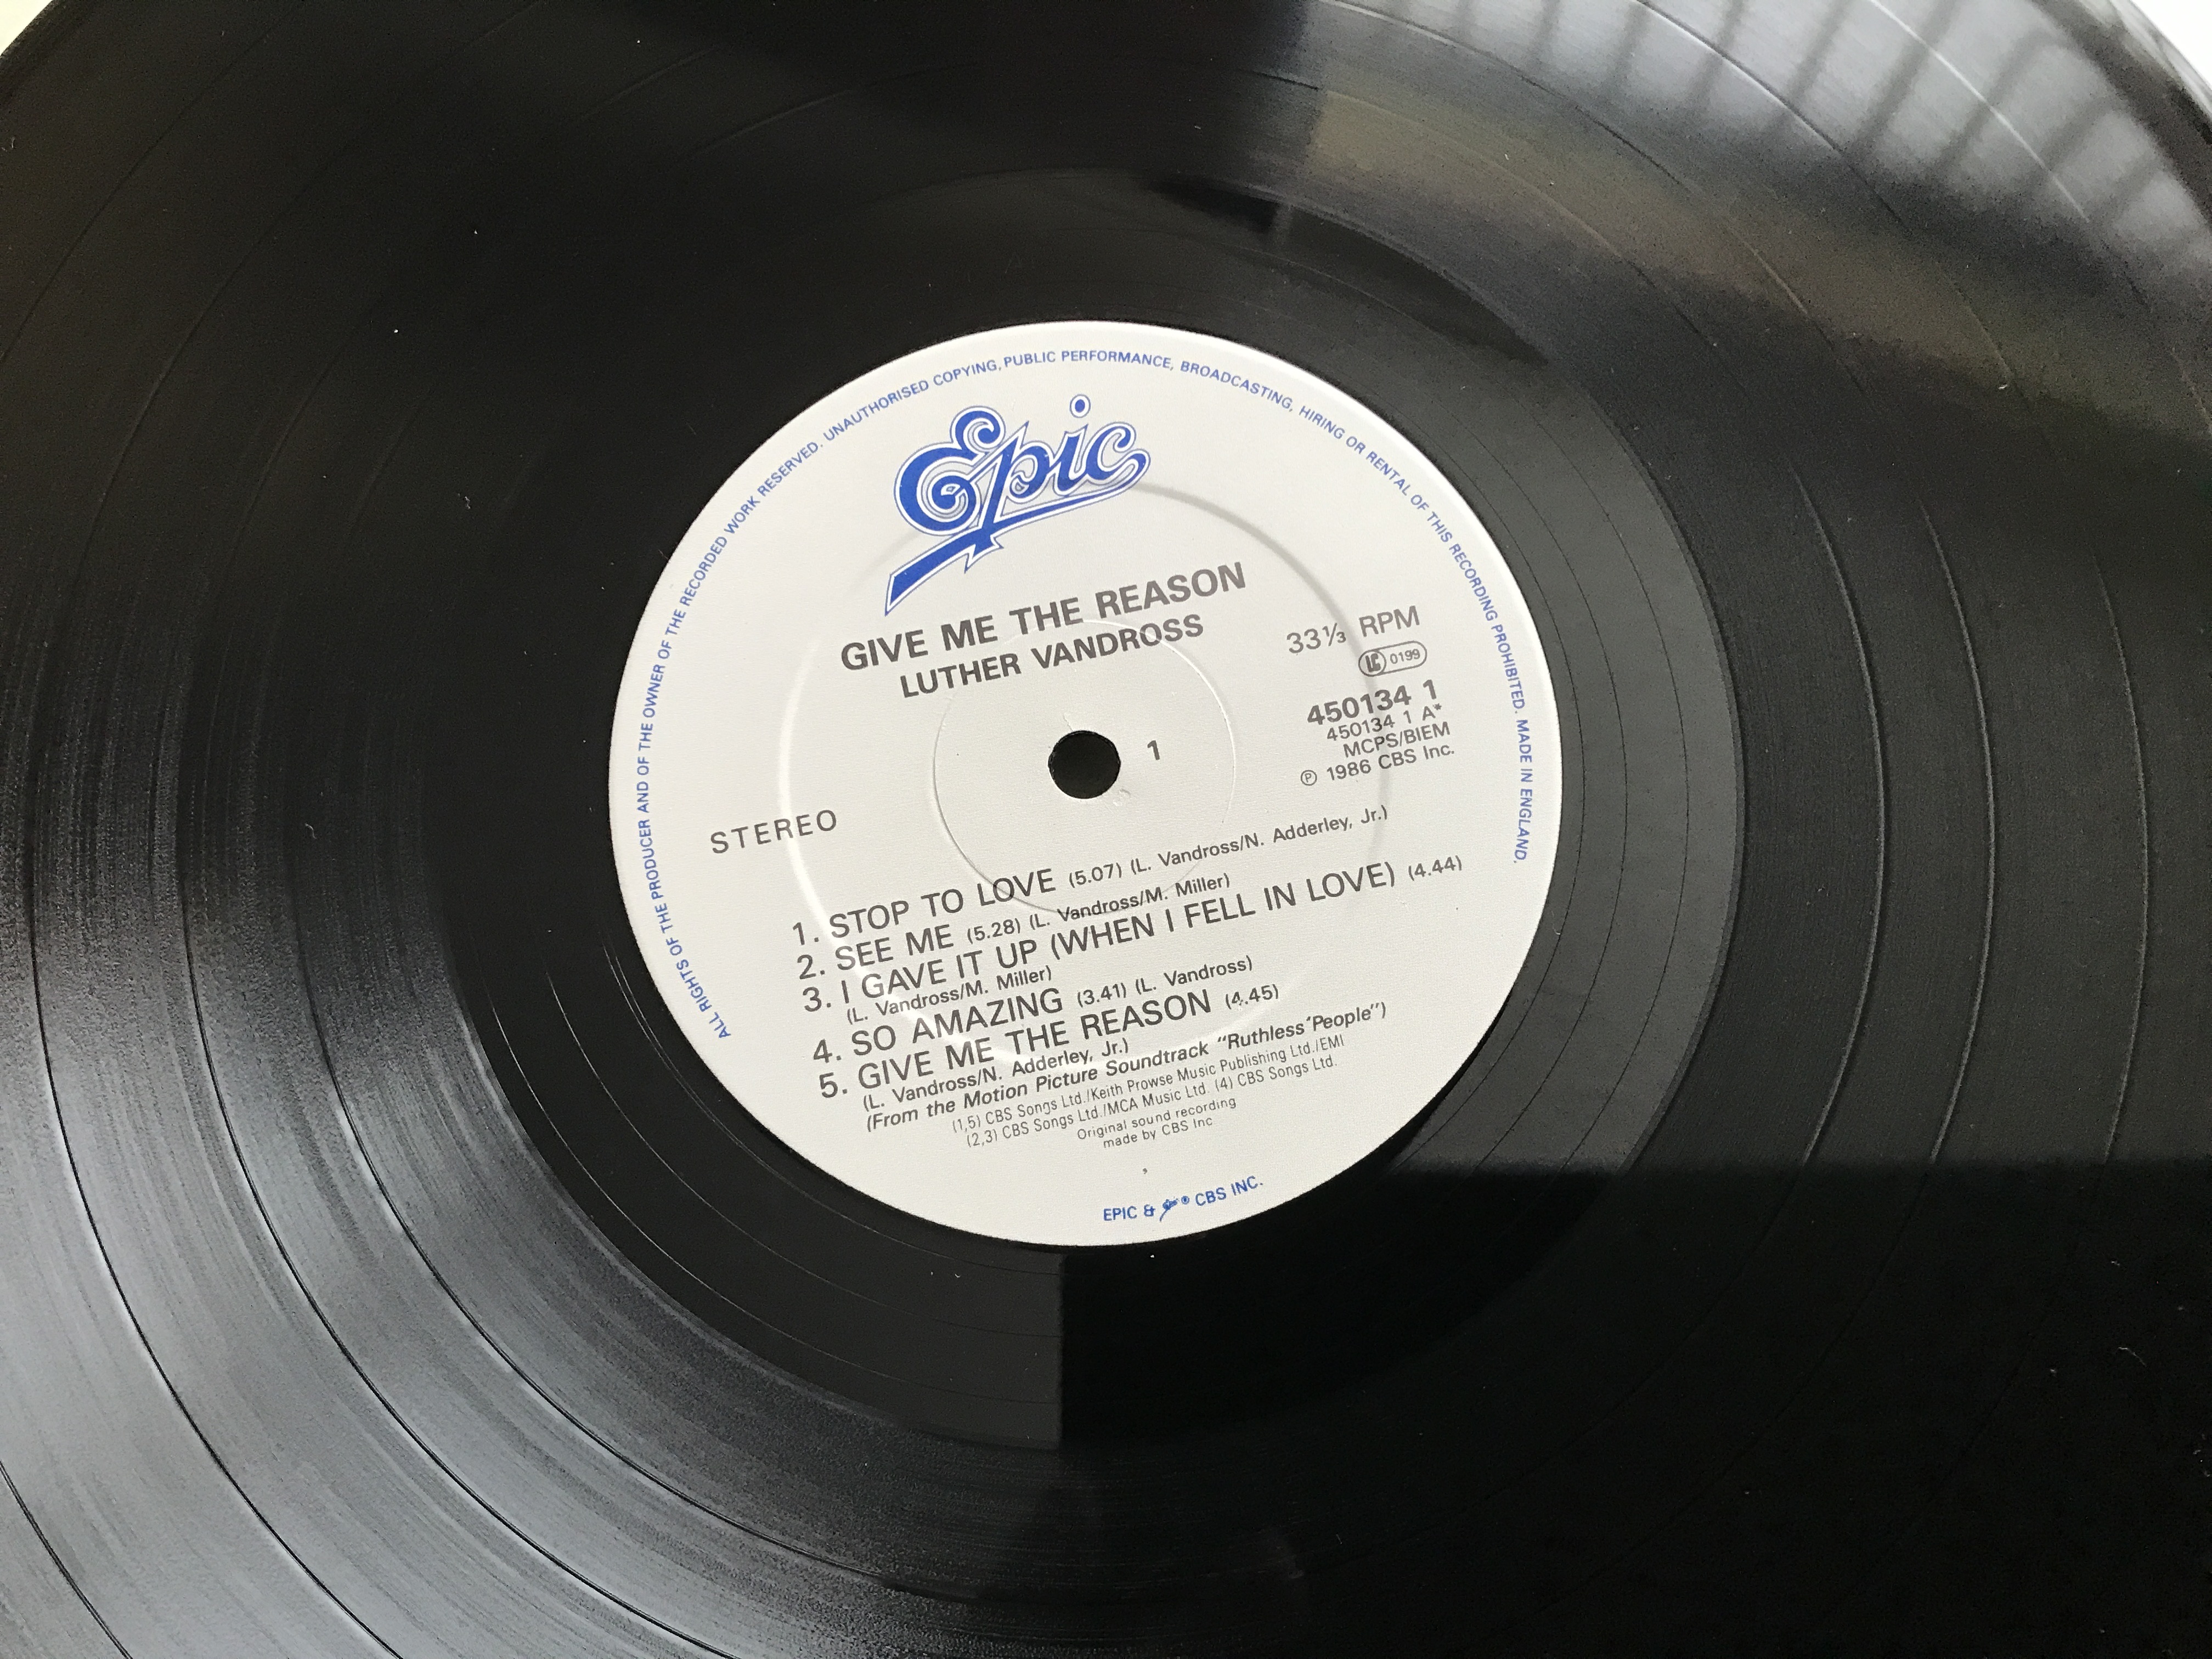 ALL RIGHTS OF THE PRODUCER AND OF THE OWNER OF THE RECORDED WORK RESERVED. UNAUTHORISED COPYING, PUBLIC PERFORMANCE, BROADCASTING, HIRING OR RENTAL OF THIS RECORDING PROHIBITED. MADE IN ENGLAND.
Epic
GIVE ME THE REASON
LUTHER VANDROSS
33⅓ RPM
LC 0199
450134 1
450134 1 A*
MCPS/BIEM
℗ 1986 CBS Inc.
1
STEREO
1. STOP TO LOVE (5.07) (L. Vandross/N. Adderley, Jr.)
2. SEE ME (5.28) (L. Vandross/M. Miller)
3. I GAVE IT UP (WHEN I FELL IN LOVE) (4.44)
(L. Vandross/M. Miller)
4. SO AMAZING (3.41) (L. Vandross)
5. GIVE ME THE REASON (4.45)
(L. Vandross/N. Adderley, Jr.)
(From the Motion Picture Soundtrack "Ruthless People")
(1,5) CBS Songs Ltd./Keith Prowse Music Publishing Ltd./EMI
(2,3) CBS Songs Ltd./MCA Music Ltd. (4) CBS Songs Ltd.
Original sound recording
made by CBS Inc
EPIC & ® CBS INC.